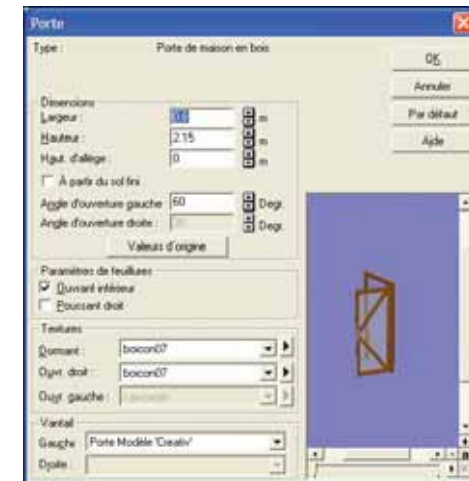 Porte
Type : Porte de maison en bois
OK
Annuler
Par défaut
Aide
Dimensions
Largeur : m
Hauteur : 2.15 m
Haut. d'allège : 0 m
À partir du sol fini
Angle d'ouverture gauche 60 Degr.
Angle d'ouverture droite : Degr.
Valeurs d'origine
Paramètres de feuillures
Ouvrant intérieur
Poussant droit
Textures
Dormant : boicon07
Ouvr. droit : boicon07
Ouvr. gauche :
Vantail
Gauche Porte Modèle 'Creativ'
Droite :